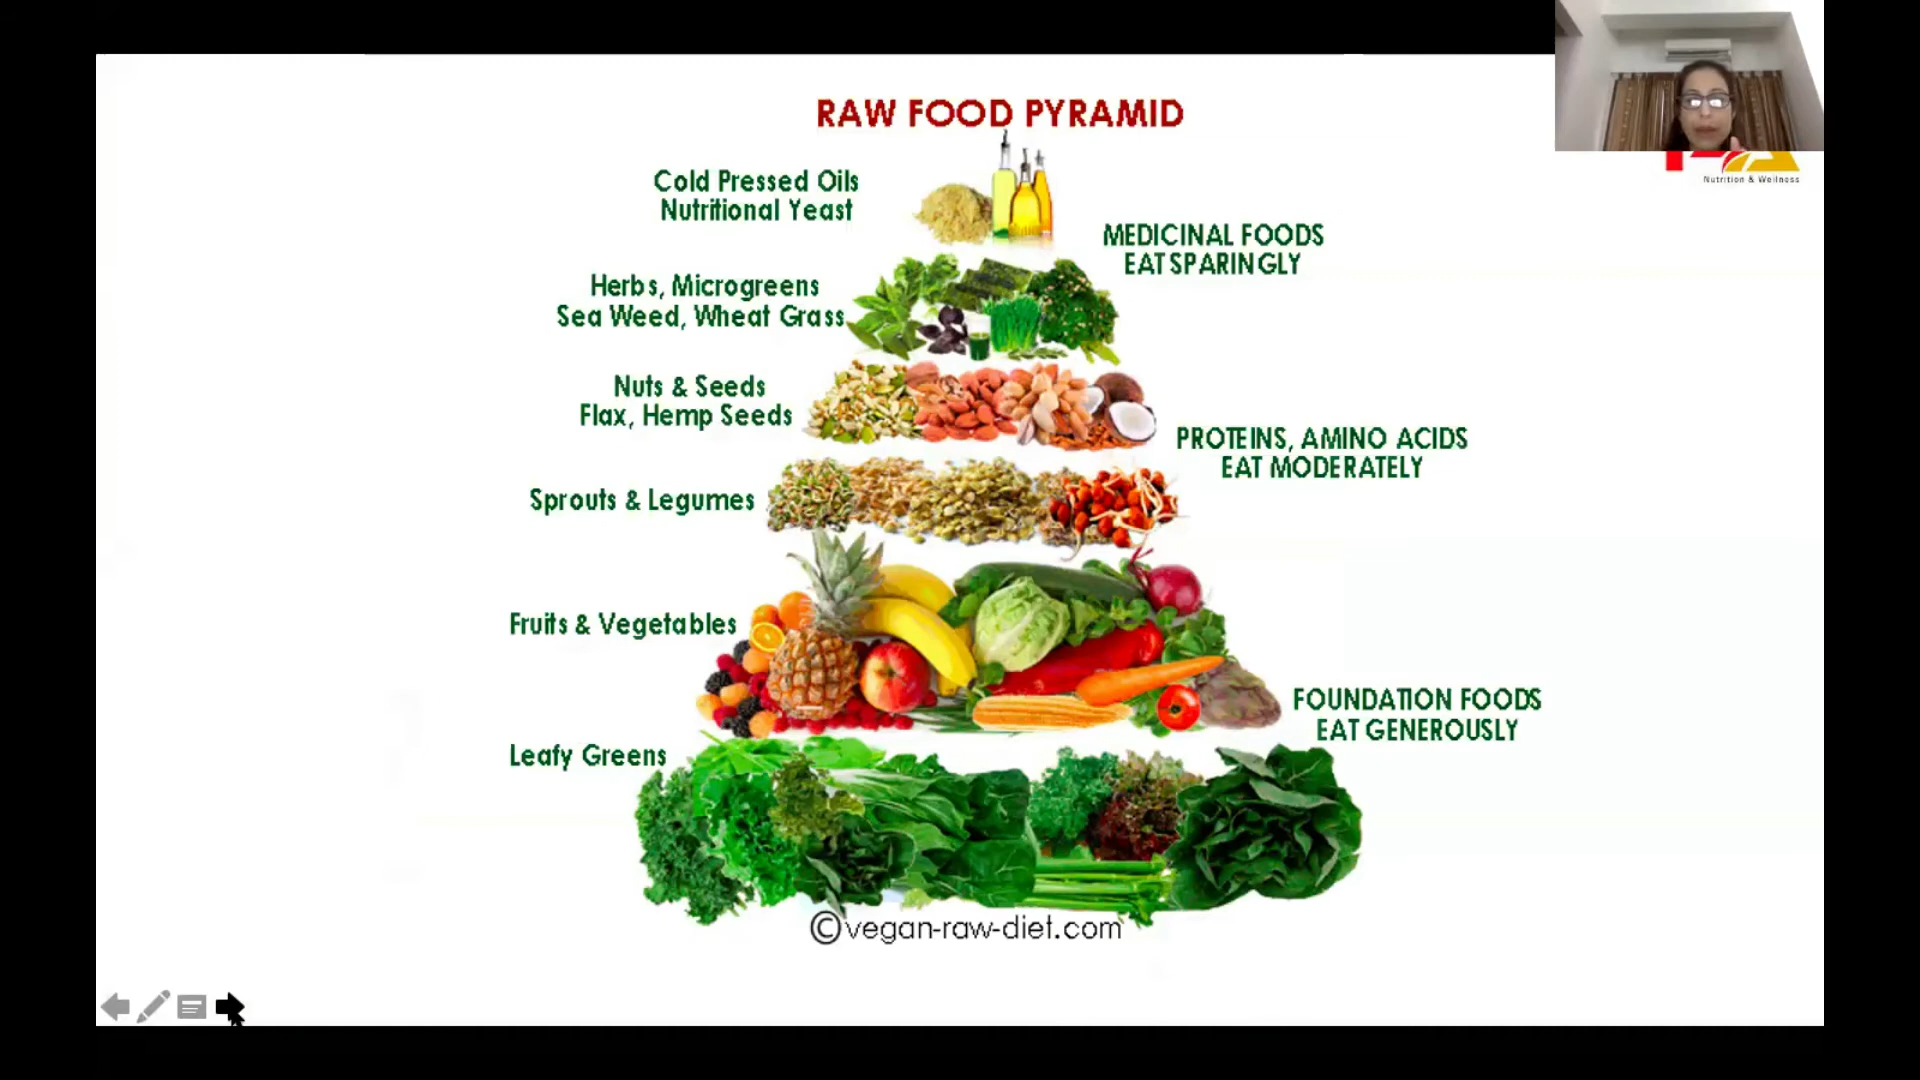 RAW FOOD PYRAMID
Cold Pressed Oils
Nutritional Yeast
MEDICINAL FOODS
EAT SPARINGLY
Herbs, Microgreens
Sea Weed, Wheat Grass
Nuts & Seeds
Flax, Hemp Seeds
PROTEINS, AMINO ACIDS
EAT MODERATELY
Sprouts & Legumes
Fruits & Vegetables
FOUNDATION FOODS
EAT GENEROUSLY
Leafy Greens
©vegan-raw-diet.com
Nutrition & Wellness